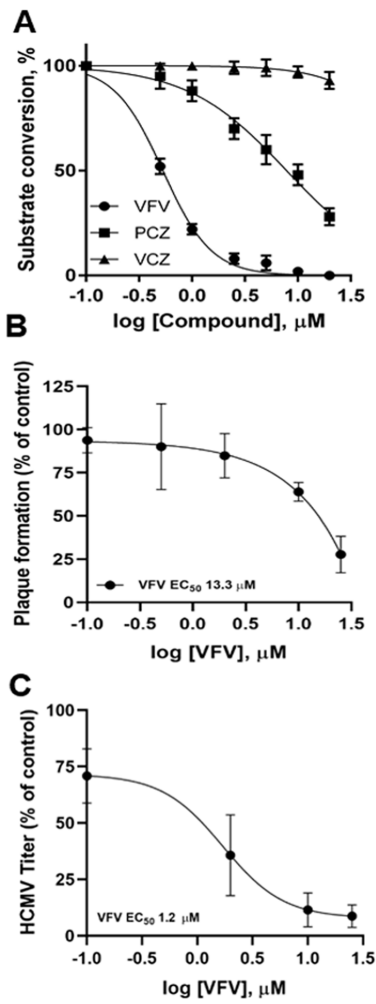 A
Substrate conversion, %
100
50
0
VFV
PCZ
VCZ
-1.0 -0.5 0.0 0.5 1.0 1.5
log [Compound], μM
B
Plaque formation (% of control)
125
100
75
50
25
0
VFV EC50 13.3 μM
-1.0 -0.5 0.0 0.5 1.0 1.5
log [VFV], μM
C
HCMV Titer (% of control)
100
75
50
25
0
VFV EC50 1.2 μM
-1.0 -0.5 0.0 0.5 1.0 1.5
log [VFV], μM